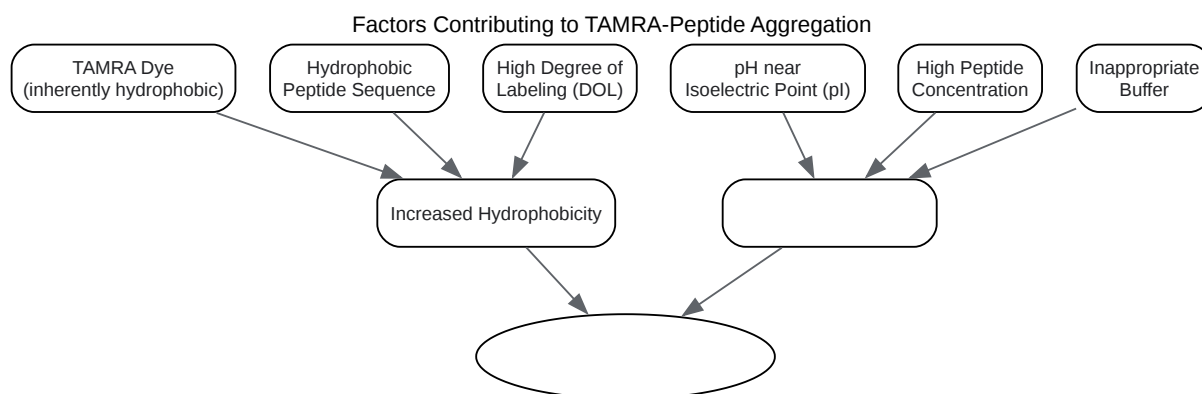 Factors Contributing to TAMRA-Peptide Aggregation
TAMRA Dye
(inherently hydrophobic)
Hydrophobic
Peptide Sequence
High Degree of
Labeling (DOL)
pH near
Isoelectric Point (pI)
High Peptide
Concentration
Inappropriate
Buffer
Increased Hydrophobicity